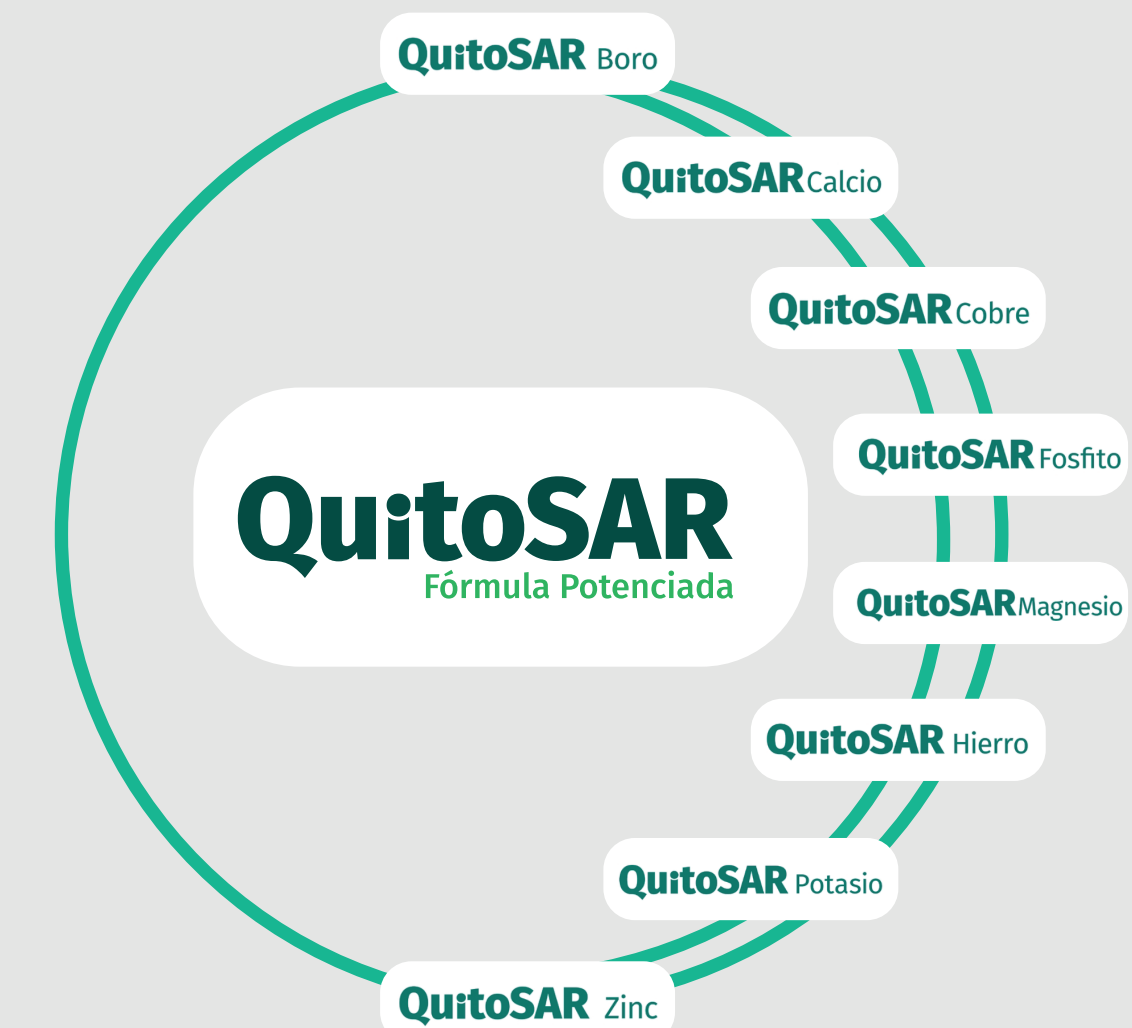 QuitoSAR Boro
QuitoSAR Calcio
QuitoSAR Cobre
QuitoSAR Fosfito
QuitoSAR
Fórmula Potenciada
QuitoSAR Magnesio
QuitoSAR Hierro
QuitoSAR Potasio
QuitoSAR Zinc